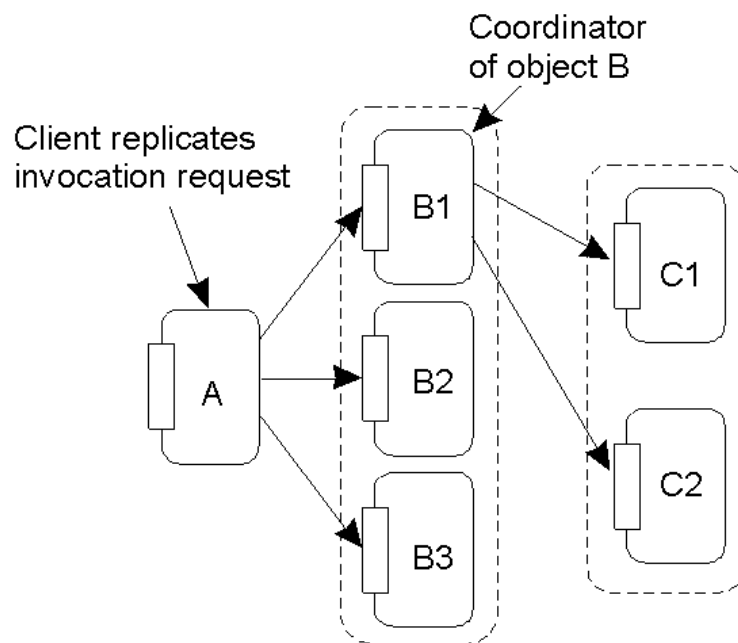 Coordinator
of object B
Client replicates
invocation request
B1
C1
A
B2
C2
B3